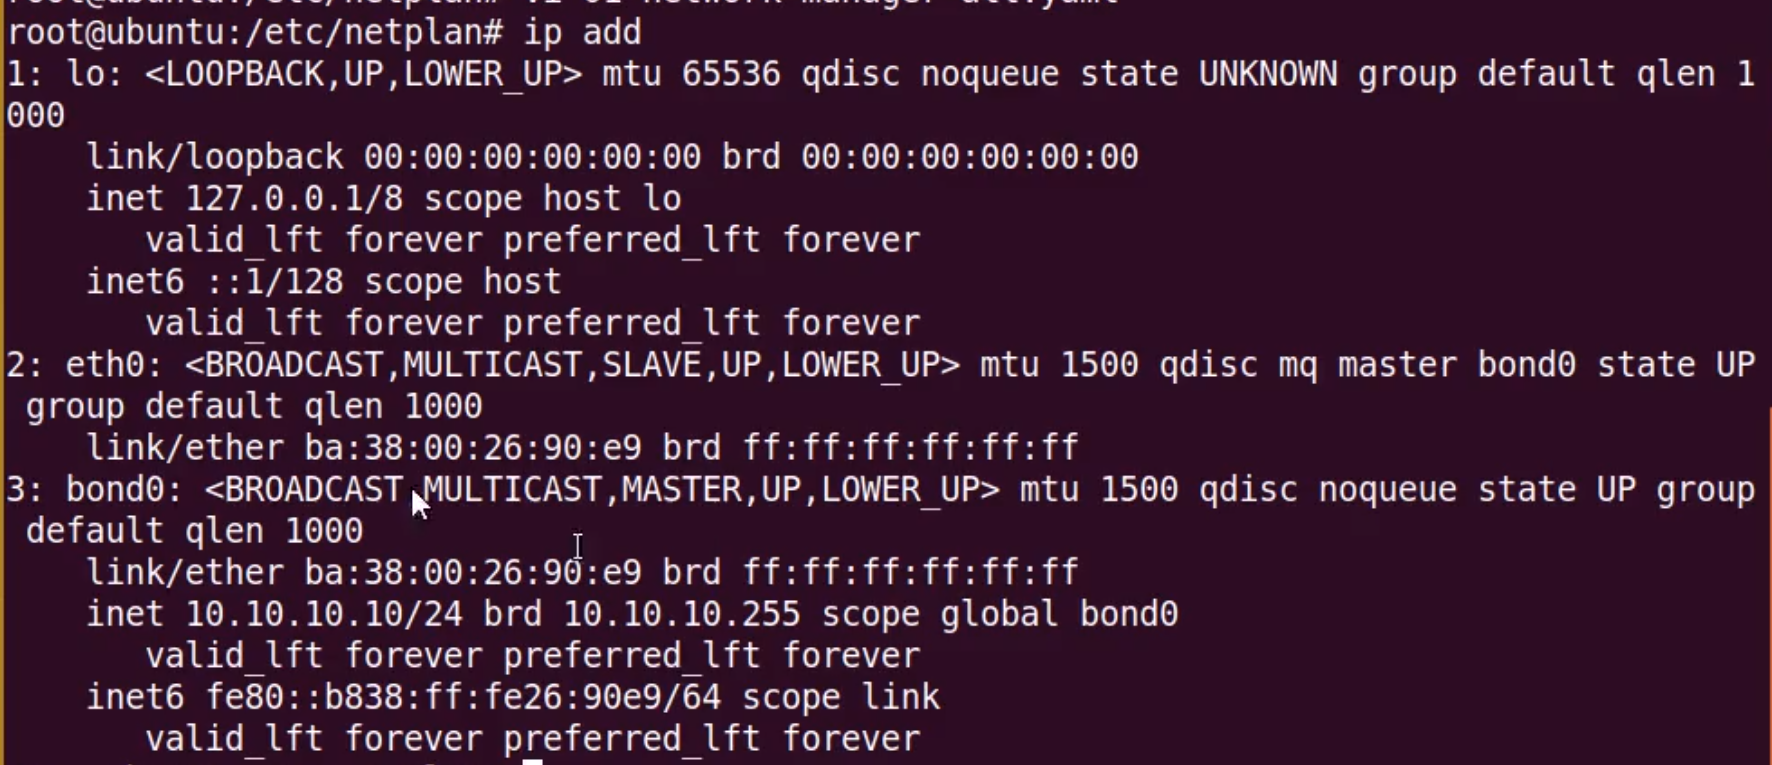 root@ubuntu:/etc/netplan# ip add
1: lo: <LOOPBACK,UP,LOWER_UP> mtu 65536 qdisc noqueue state UNKNOWN group default qlen 1
000
    link/loopback 00:00:00:00:00:00 brd 00:00:00:00:00:00
    inet 127.0.0.1/8 scope host lo
       valid_lft forever preferred_lft forever
    inet6 ::1/128 scope host
       valid_lft forever preferred_lft forever
2: eth0: <BROADCAST,MULTICAST,SLAVE,UP,LOWER_UP> mtu 1500 qdisc mq master bond0 state UP
 group default qlen 1000
    link/ether ba:38:00:26:90:e9 brd ff:ff:ff:ff:ff:ff
3: bond0: <BROADCAST,MULTICAST,MASTER,UP,LOWER_UP> mtu 1500 qdisc noqueue state UP group
 default qlen 1000
    link/ether ba:38:00:26:90:e9 brd ff:ff:ff:ff:ff:ff
    inet 10.10.10.10/24 brd 10.10.10.255 scope global bond0
       valid_lft forever preferred_lft forever
    inet6 fe80::b838:ff:fe26:90e9/64 scope link
       valid_lft forever preferred_lft forever